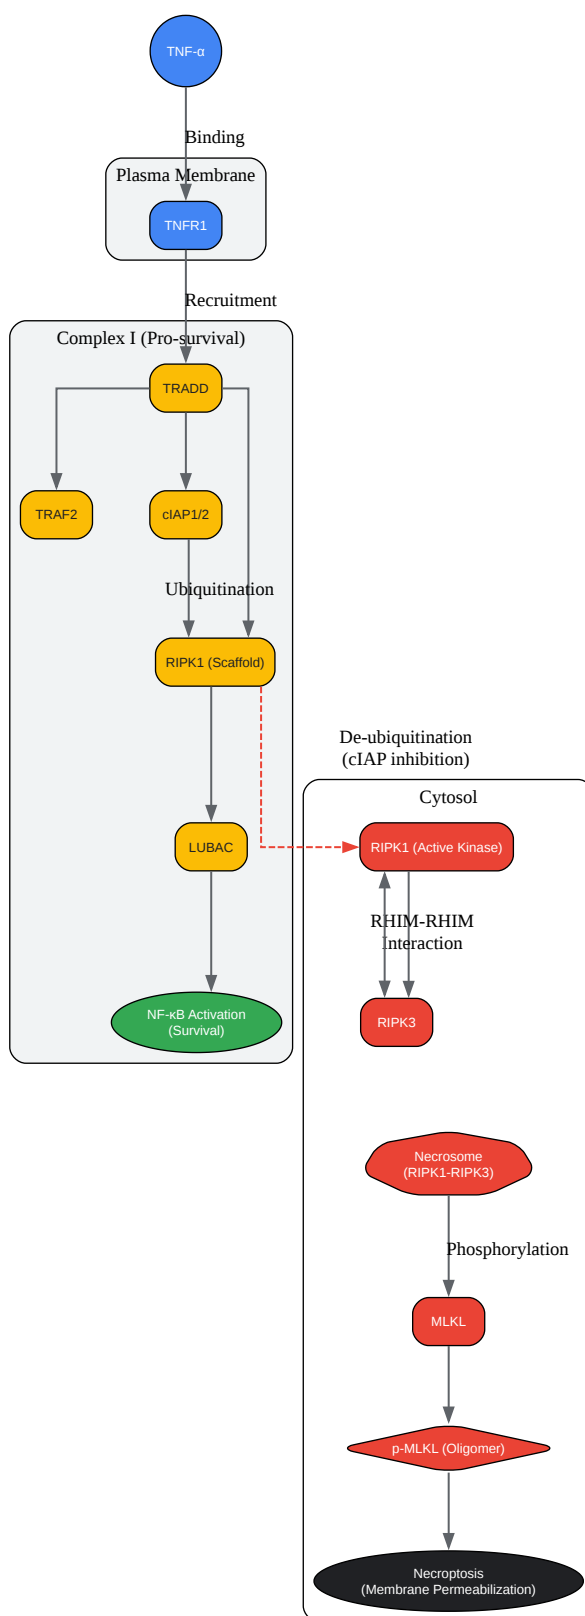 TNF-α
Binding
Plasma Membrane
TNFR1
Recruitment
Complex I (Pro-survival)
TRADD
TRAF2
cIAP1/2
Ubiquitination
RIPK1 (Scaffold)
De-ubiquitination
(cIAP inhibition)
Cytosol
LUBAC
RIPK1 (Active Kinase)
RHIM-RHIM
Interaction
NF-κB Activation
(Survival)
RIPK3
Necrosome
(RIPK1-RIPK3)
Phosphorylation
MLKL
p-MLKL (Oligomer)
Necroptosis
(Membrane Permeabilization)